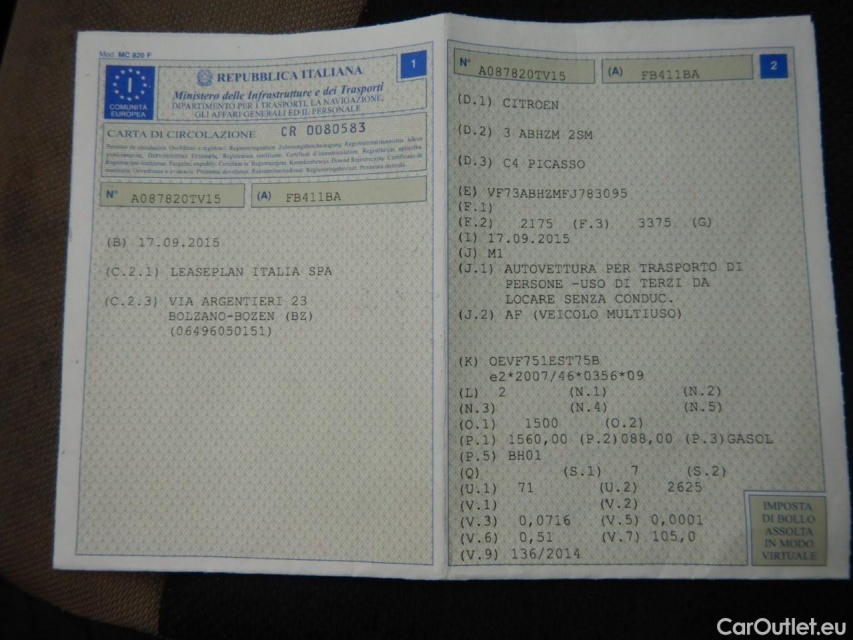 Mod. MC 820 F
I
COMUNITÀ
EUROPEA
REPUBBLICA ITALIANA
Ministero delle Infrastrutture e dei Trasporti
DIPARTIMENTO PER I TRASPORTI, LA NAVIGAZIONE,
GLI AFFARI GENERALI ED IL PERSONALE
1
CARTA DI CIRCOLAZIONE CR 0080583
N° A087820TV15 (A) FB411BA
(B) 17.09.2015
(C.2.1) LEASEPLAN ITALIA SPA
(C.2.3) VIA ARGENTIERI 23
BOLZANO-BOZEN (BZ)
(06496050151)
N° A087820TV15 (A) FB411BA
2
(D.1) CITROEN
(D.2) 3 ABHZM 2SM
(D.3) C4 PICASSO
(E) VF73ABHZMFJ783095
(F.1)
(F.2) 2175 (F.3) 3375 (G)
(I) 17.09.2015
(J) M1
(J.1) AUTOVETTURA PER TRASPORTO DI
PERSONE -USO DI TERZI DA
LOCARE SENZA CONDUC.
(J.2) AF (VEICOLO MULTIUSO)
(K) OEVF751EST75B
e2*2007/46*0356*09
(L) 2 (N.1) (N.2)
(N.3) (N.4) (N.5)
(O.1) 1500 (O.2)
(P.1) 1560,00 (P.2)088,00 (P.3)GASOL
(P.5) BH01
(Q) (S.1) 7 (S.2)
(U.1) 71 (U.2) 2625
(V.1) (V.2)
(V.3) 0,0716 (V.5) 0,0001
(V.6) 0,51 (V.7) 105,0
(V.9) 136/2014
IMPOSTA
DI BOLLO
ASSOLTA
IN MODO
VIRTUALE
CarOutlet.eu